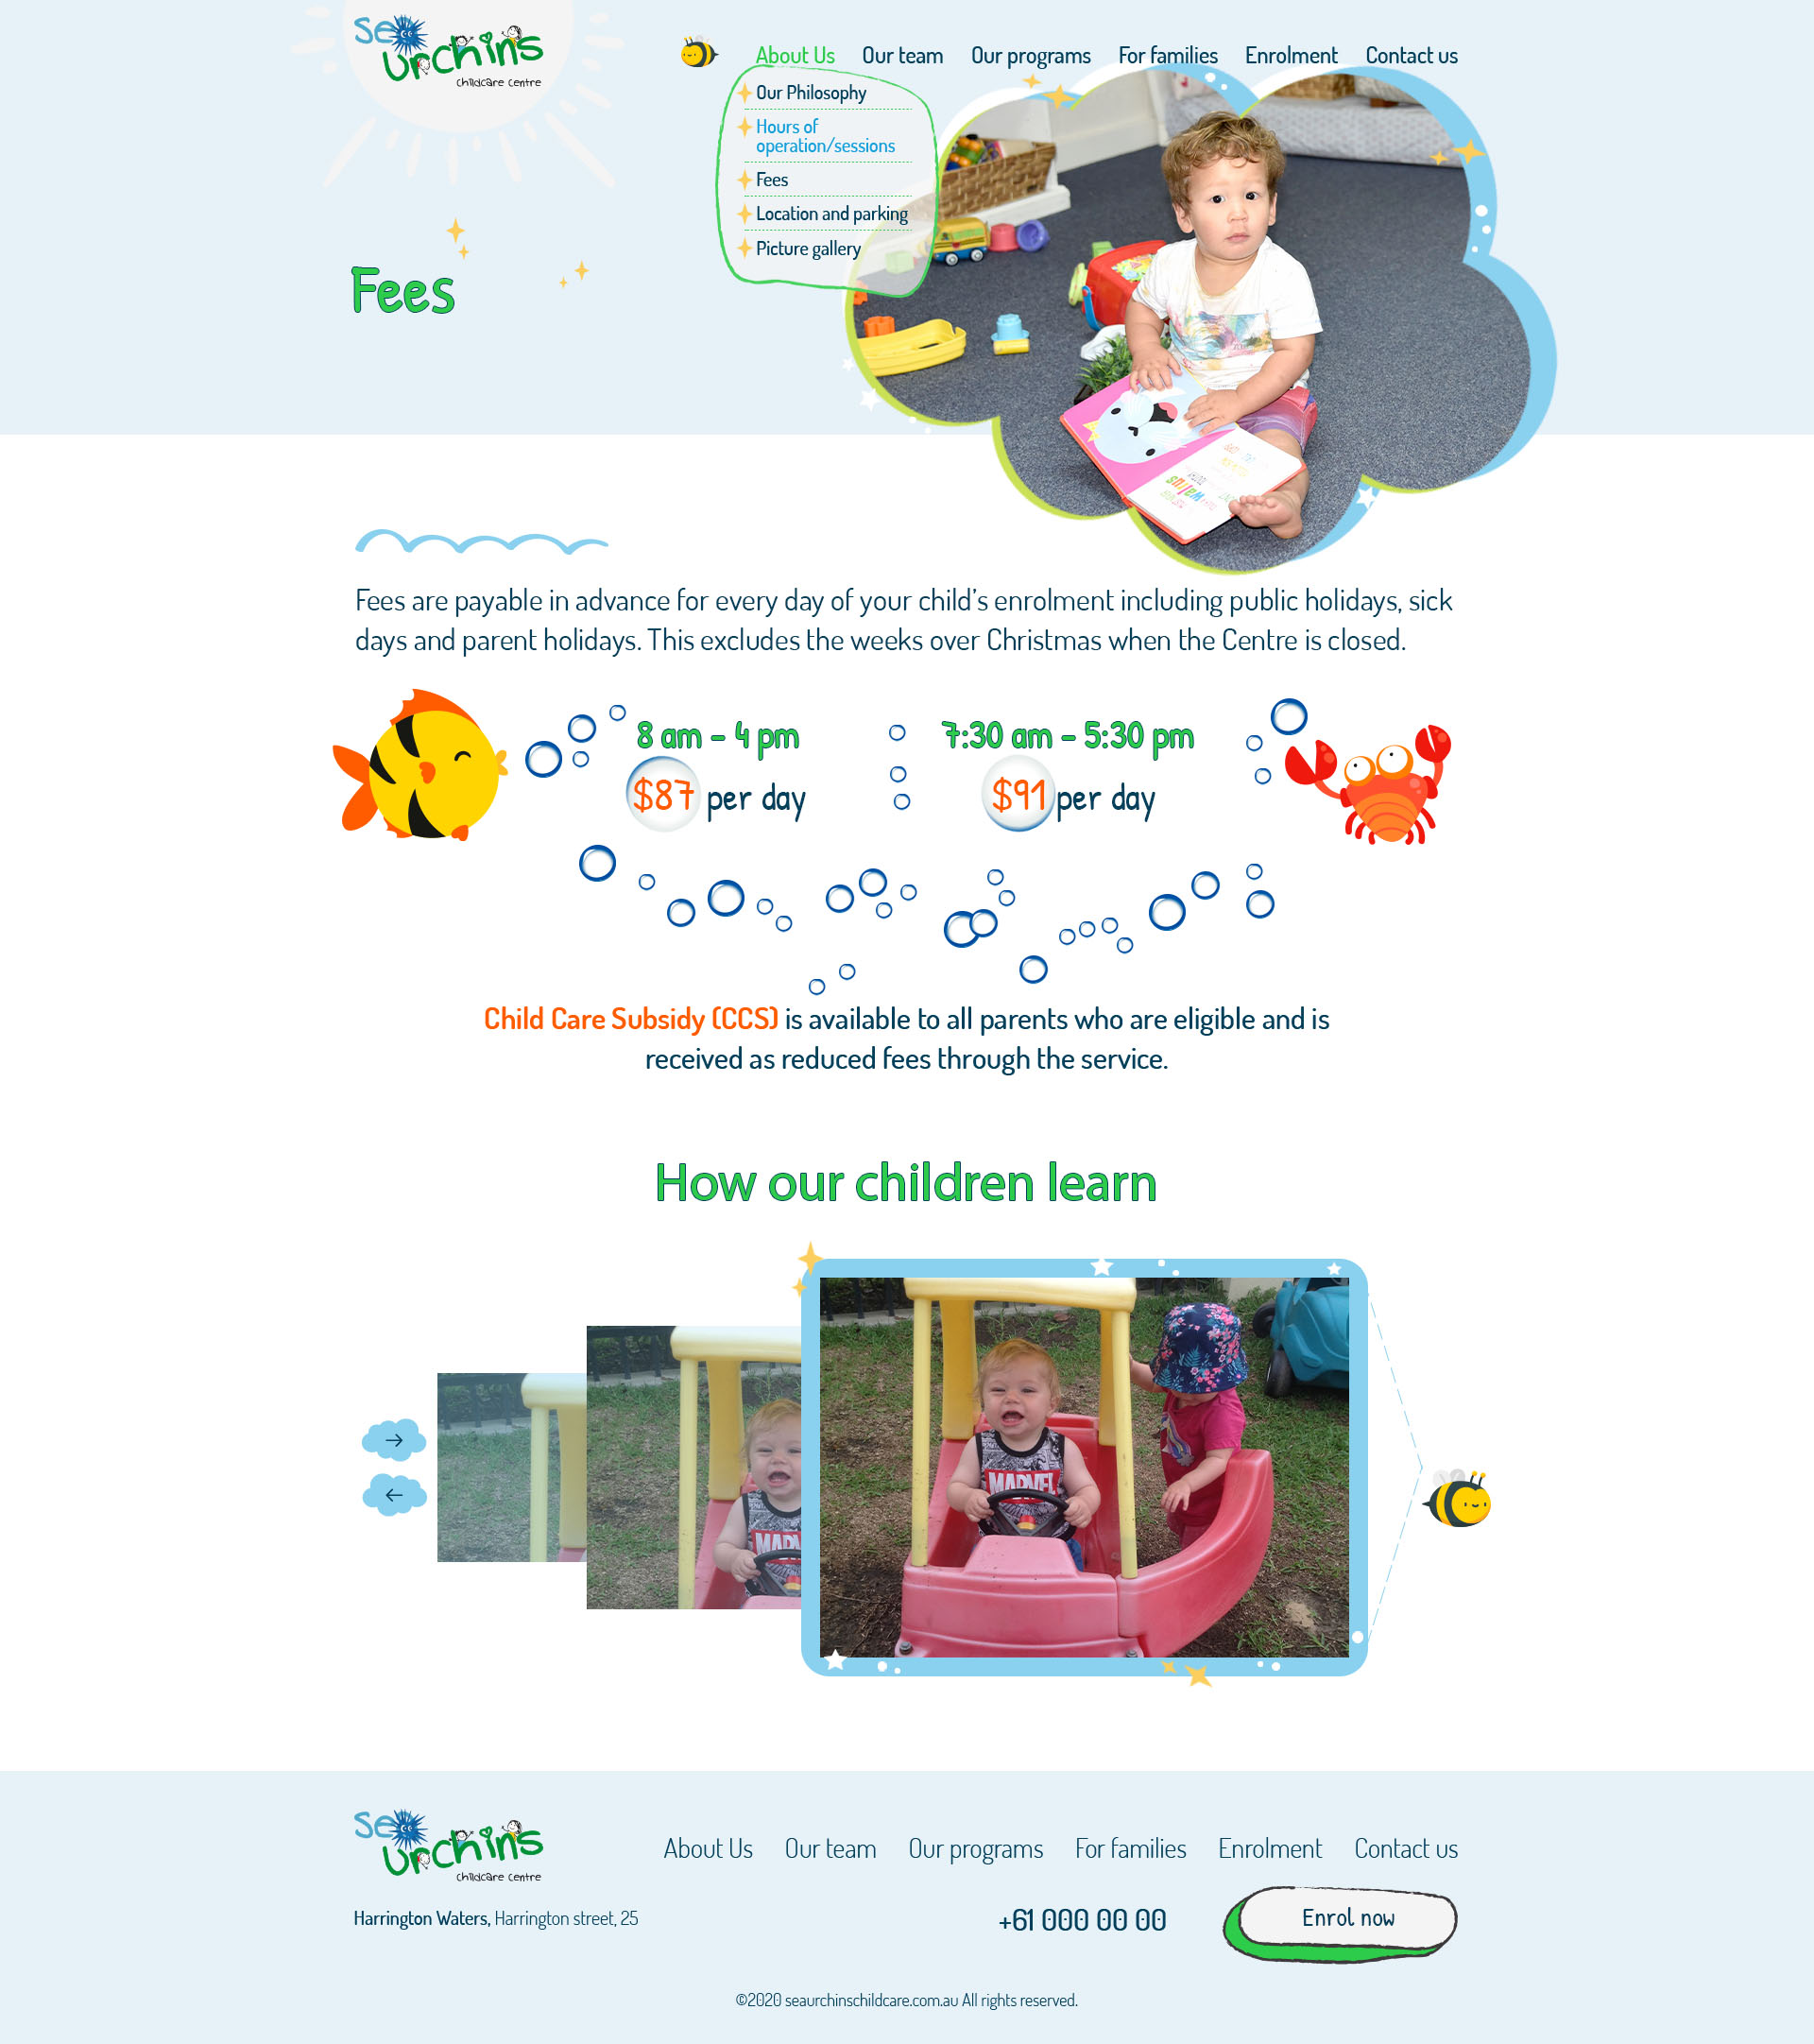 Sea Urchins
childcare centre
About Us Our team Our programs For families Enrolment Contact us
Our Philosophy
Hours of
operation/sessions
Fees
Location and parking
Picture gallery
Fees
walrus
Fees are payable in advance for every day of your child’s enrolment including public holidays, sick
days and parent holidays. This excludes the weeks over Christmas when the Centre is closed.
8 am – 4 pm
$87 per day
7:30 am – 5:30 pm
$91 per day
Child Care Subsidy (CCS) is available to all parents who are eligible and is
received as reduced fees through the service.
How our children learn
MARVEL
Sea Urchins
childcare centre
About Us Our team Our programs For families Enrolment Contact us
Harrington Waters, Harrington street, 25
+61 000 00 00
Enrol now
©2020 seaurchinschildcare.com.au All rights reserved.